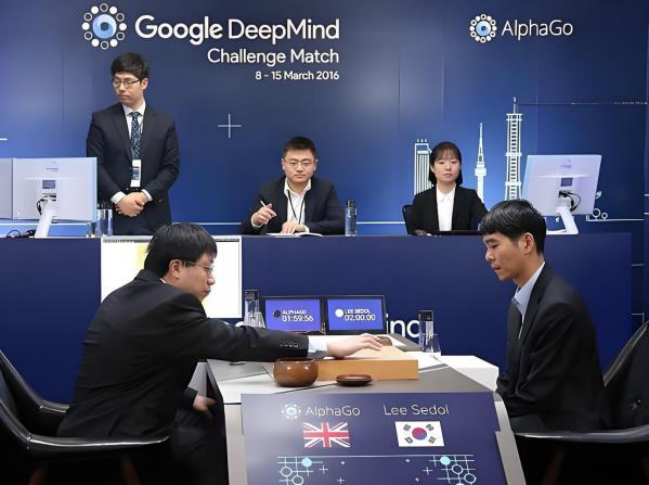 Google DeepMind
Challenge Match
8 - 15 March 2016
AlphaGo
ALPHAGO
01:59:56
LEE SEDOL
02:00:00
AlphaGo
Lee Sedol